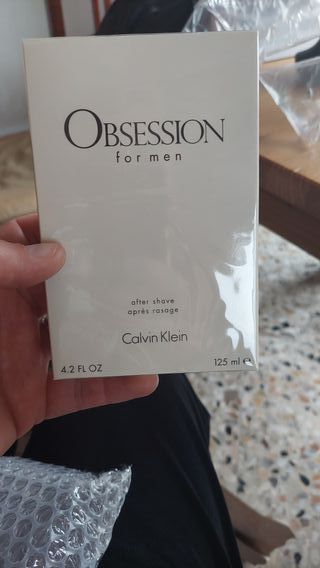 OBSESSION
for men
after shave
après rasage
Calvin Klein
4.2 FL OZ 125 ml ℮